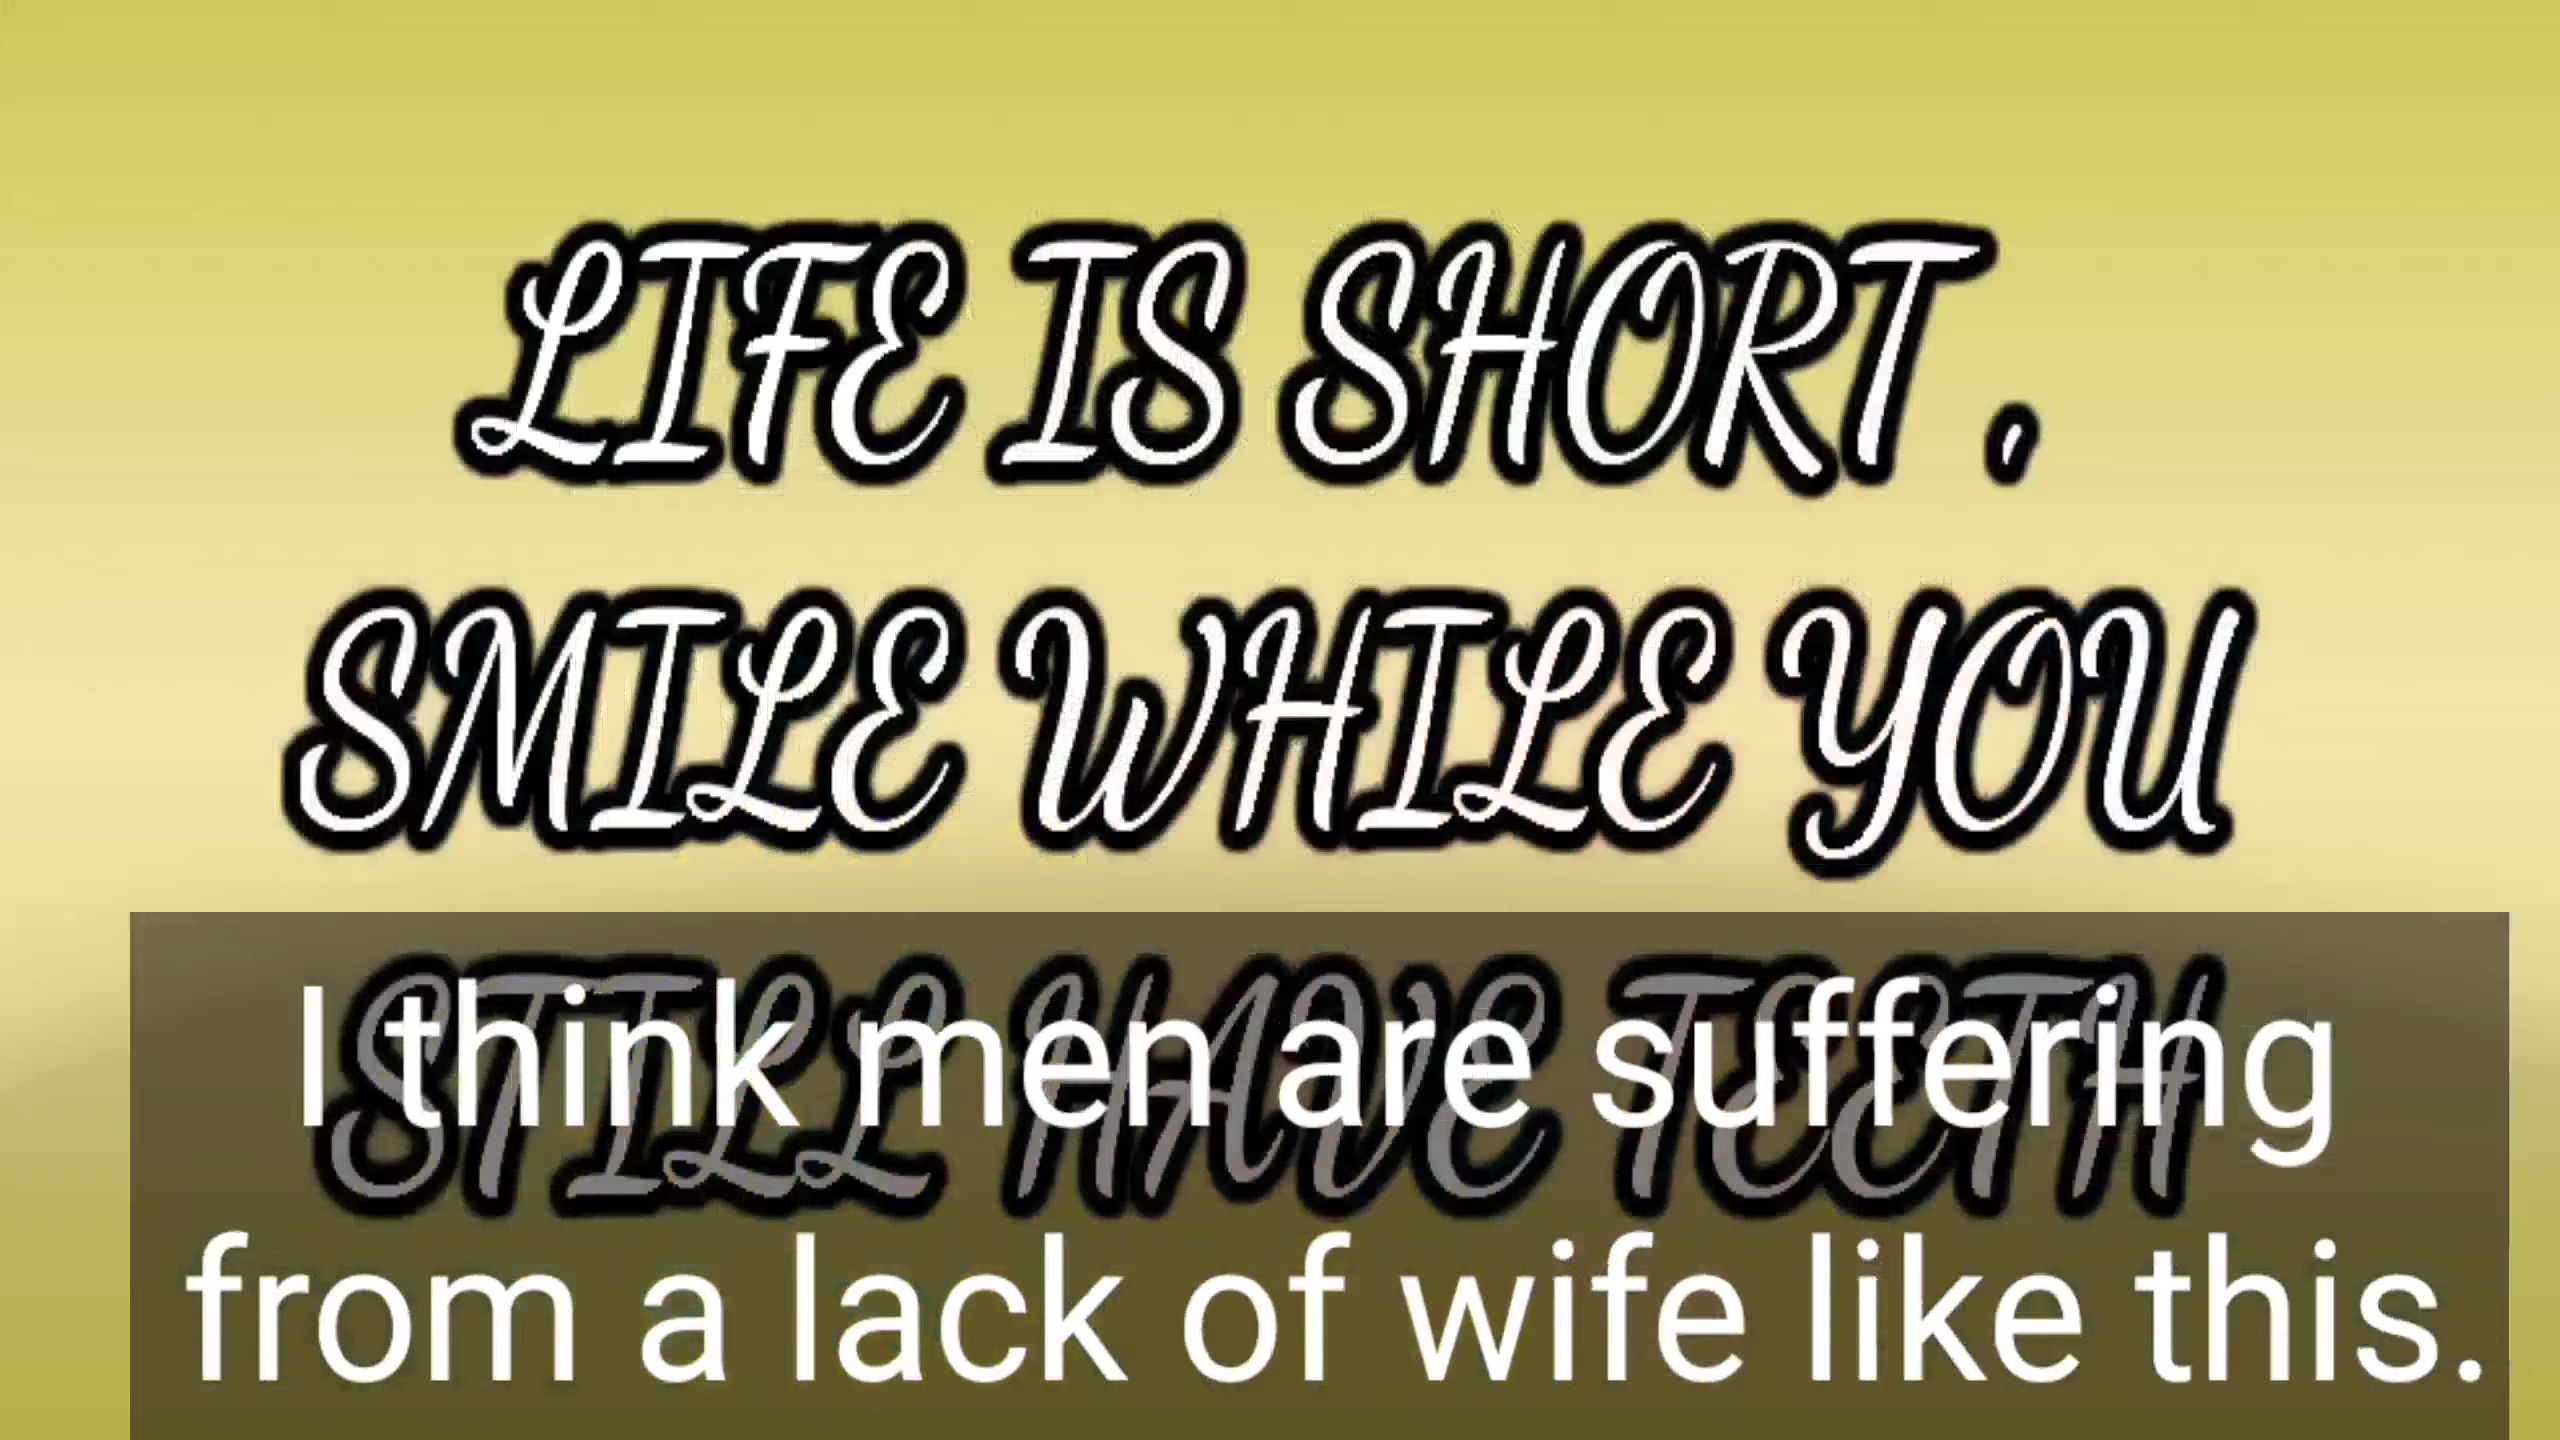 LIFE IS SHORT ,
SMILE WHILE YOU
STILL HAVE TEETH
I think men are suffering
from a lack of wife like this.